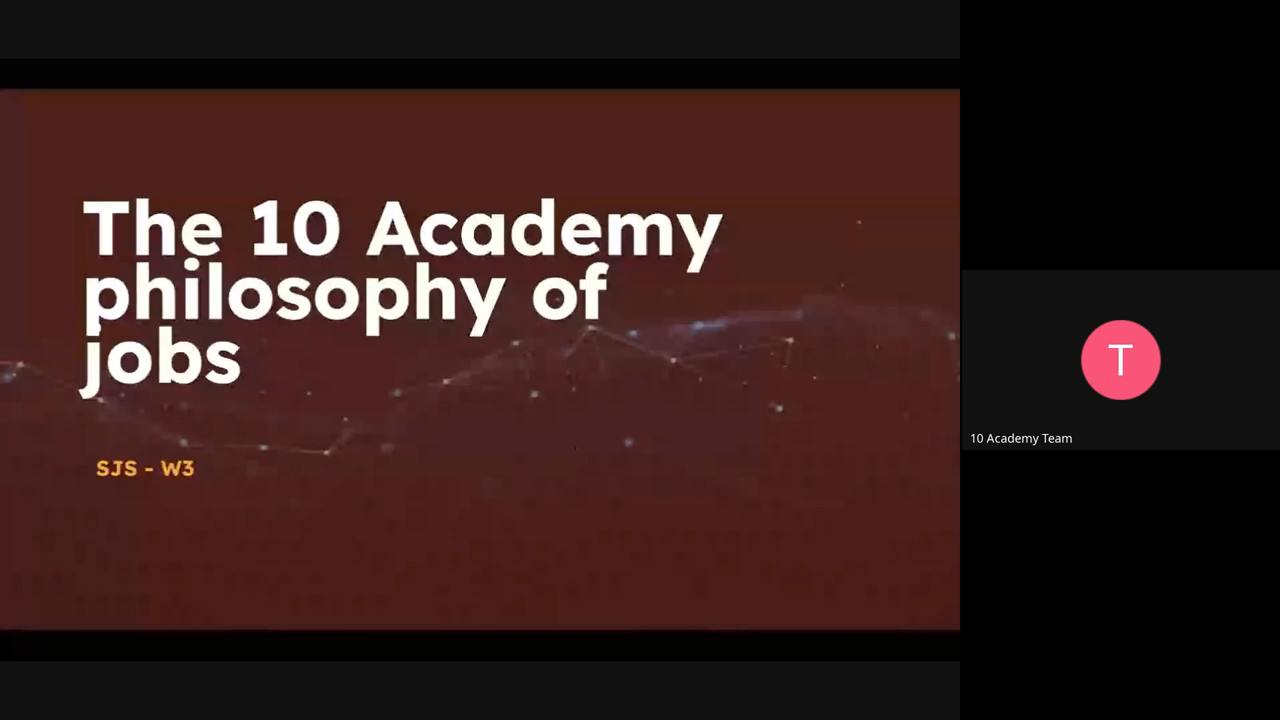 The 10 Academy
philosophy of
jobs
SJS - W3
T
10 Academy Team